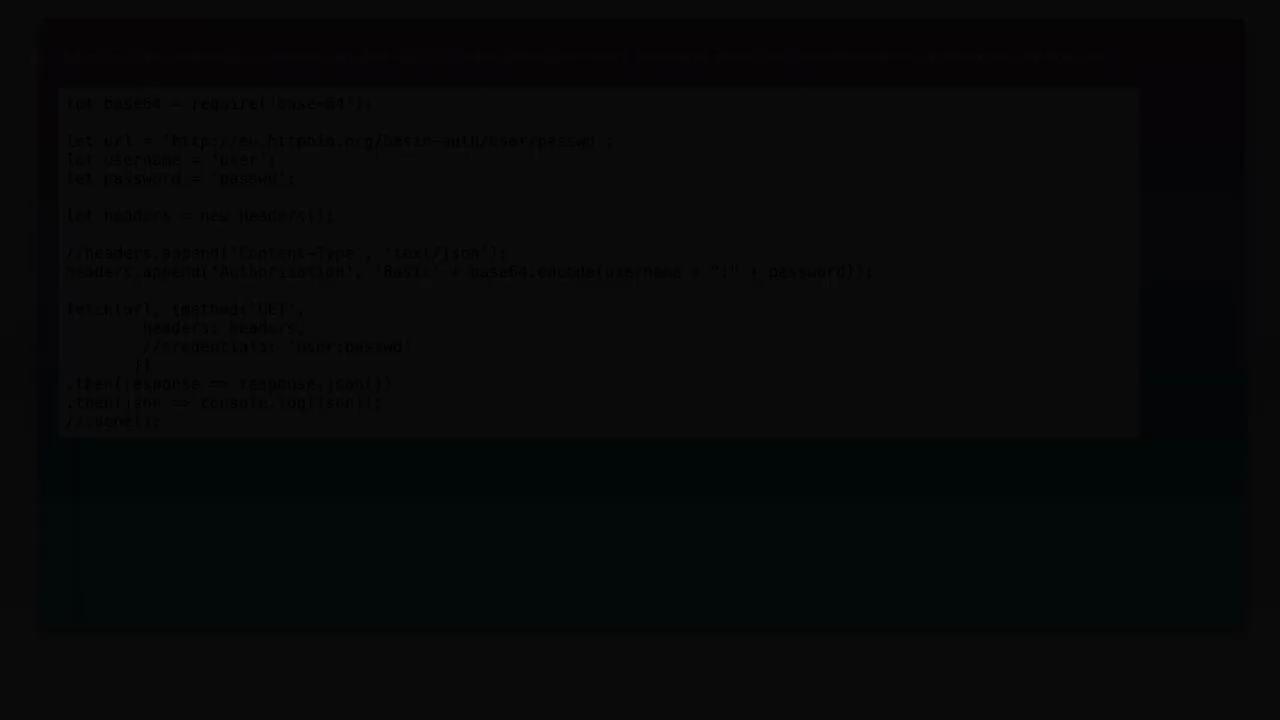 let base64 = require('base-64');
let url = 'http://eu.httpbin.org/basic-auth/user/passwd';
let username = 'user';
let password = 'passwd';
let headers = new Headers();
//headers.append('Content-Type', 'text/json');
headers.append('Authorization', 'Basic' + base64.encode(username + ":" + password));
fetch(url, {method:'GET',
headers: headers,
//credentials: 'user:passwd'
})
.then(response => response.json())
.then(json => console.log(json));
//.done();